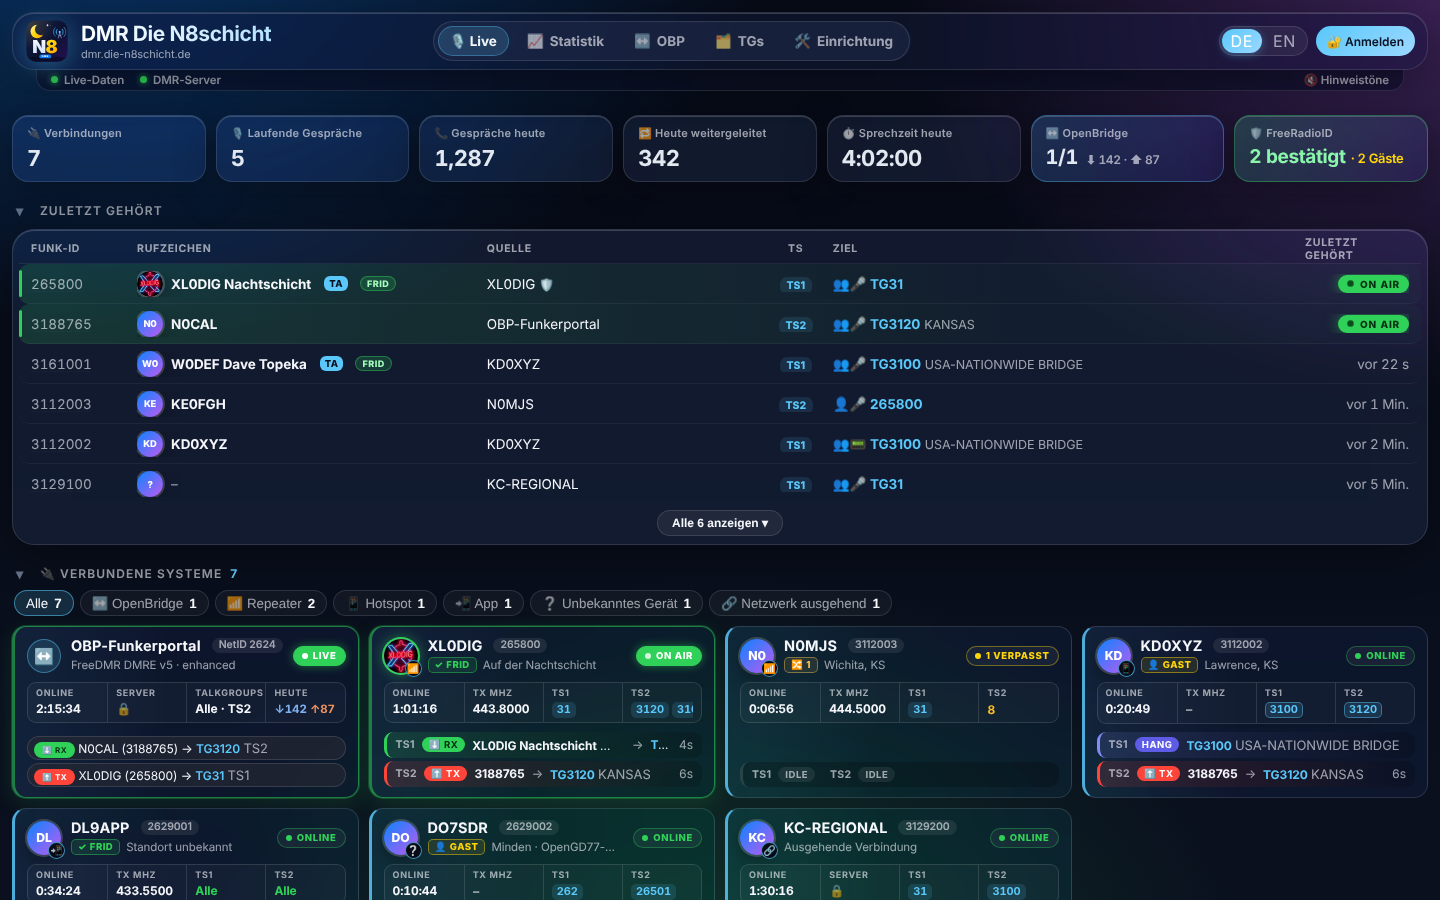 N8
DMR Die N8schicht
dmr.die-n8schicht.de
Live
Statistik
OBP
TGs
Einrichtung
DE EN
Anmelden
Live-Daten DMR-Server
Hinweistöne
Verbindungen
7
Laufende Gespräche
5
Gespräche heute
1,287
Heute weitergeleitet
342
Sprechzeit heute
4:02:00
OpenBridge
1/1 ⬇ 142 · ⬆ 87
FreeRadioID
2 bestätigt · 2 Gäste
▼ ZULETZT GEHÖRT
FUNK-ID RUFZEICHEN QUELLE TS ZIEL ZULETZT GEHÖRT
265800 XL0DIG Nachtschicht TA FRID XL0DIG TS1 TG31 ON AIR
3188765 N0 N0CAL OBP-Funkerportal TS2 TG3120 KANSAS ON AIR
3161001 W0 W0DEF Dave Topeka TA FRID KD0XYZ TS1 TG3100 USA-NATIONWIDE BRIDGE vor 22 s
3112003 KE KE0FGH N0MJS TS2 265800 vor 1 Min.
3112002 KD KD0XYZ KD0XYZ TS1 TG3100 USA-NATIONWIDE BRIDGE vor 2 Min.
3129100 ? – KC-REGIONAL TS1 TG31 vor 5 Min.
Alle 6 anzeigen ▾
▼ VERBUNDENE SYSTEME 7
Alle 7 OpenBridge 1 Repeater 2 Hotspot 1 App 1 Unbekanntes Gerät 1 Netzwerk ausgehend 1
OBP-Funkerportal NetID 2624
FreeDMR DMRE v5 · enhanced
LIVE
ONLINE SERVER TALKGROUPS HEUTE
2:15:34 Alle · TS2 ↓142 ↑87
RX N0CAL (3188765) → TG3120 TS2
TX XL0DIG (265800) → TG31 TS1
XL0DIG 265800
✓ FRID Auf der Nachtschicht
ON AIR
ONLINE TX MHZ TS1 TS2
1:01:16 443.8000 31 3120 310
TS1 RX XL0DIG Nachtschicht ... → T... 4s
TS2 TX 3188765 → TG3120 KANSAS 6s
N0 N0MJS 3112003
1 Wichita, KS
1 VERPASST
ONLINE TX MHZ TS1 TS2
0:06:56 444.5000 31 8
TS1 IDLE TS2 IDLE
KD KD0XYZ 3112002
GAST Lawrence, KS
ONLINE
ONLINE TX MHZ TS1 TS2
0:20:49 – 3100 3120
TS1 HANG TG3100 USA-NATIONWIDE BRIDGE
TS2 TX 3188765 → TG3120 KANSAS 6s
DL DL9APP 2629001
✓ FRID Standort unbekannt
ONLINE
ONLINE TX MHZ TS1 TS2
0:34:24 433.5500 Alle Alle
DO DO7SDR 2629002
GAST Minden · OpenGD77-...
ONLINE
ONLINE TX MHZ TS1 TS2
0:10:44 – 262 26501
KC KC-REGIONAL 3129200
Ausgehende Verbindung
ONLINE
ONLINE SERVER TS1 TS2
1:30:16 31 3100